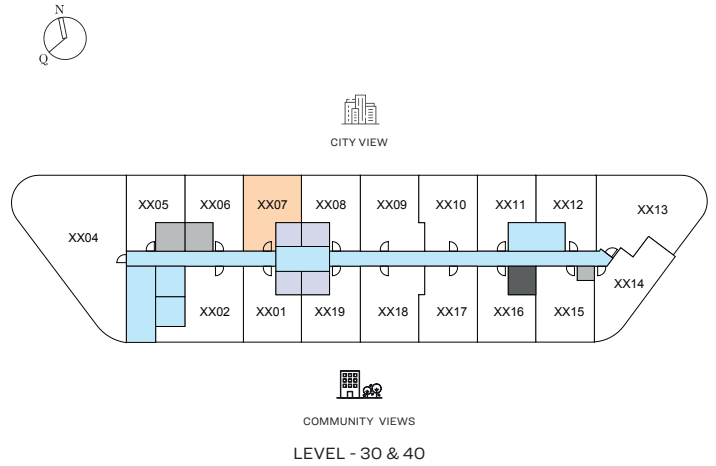 N
Q
CITY VIEW
XX04
XX05
XX06
XX07
XX08
XX09
XX10
XX11
XX12
XX13
XX14
XX02
XX01
XX19
XX18
XX17
XX16
XX15
COMMUNITY VIEWS
LEVEL - 30 & 40